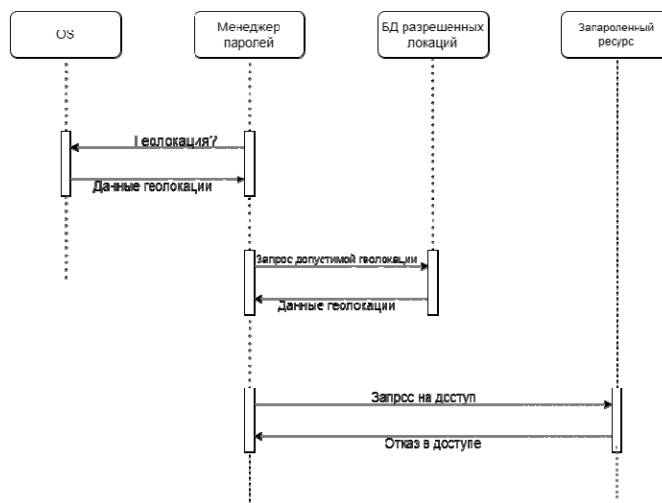 OS
Менеджер
паролей
БД разрешенных
локаций
Запароленный
ресурс
Геолокация?
Данные геолокации
Запрос допустимой геолокации
Данные геолокации
Запрос на доступ
Отказ в доступе